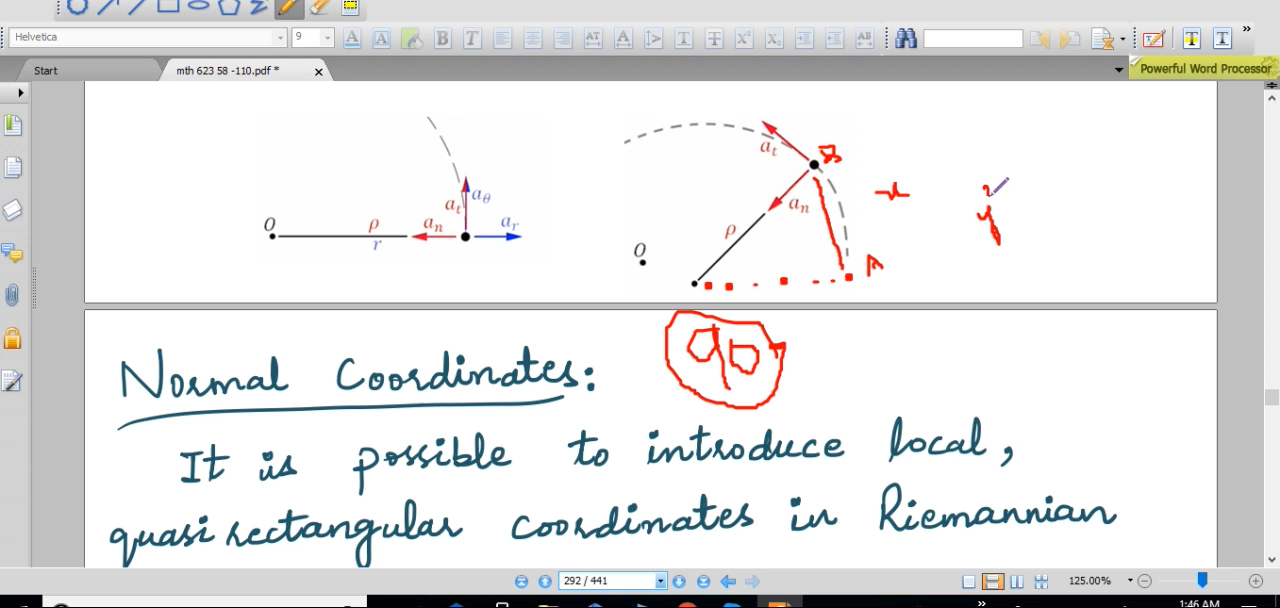 Helvetica 9
Start mth 623 58 -110.pdf * x Powerful Word Processor
a_t a_θ
a_t B
O ρ a_n a_r
r
a_n
ρ
O
x
y
A
Normal Coordinates:
90
It is possible to introduce local,
quasi rectangular coordinates in Riemannian
292 / 441 125.00%
1:46 AM